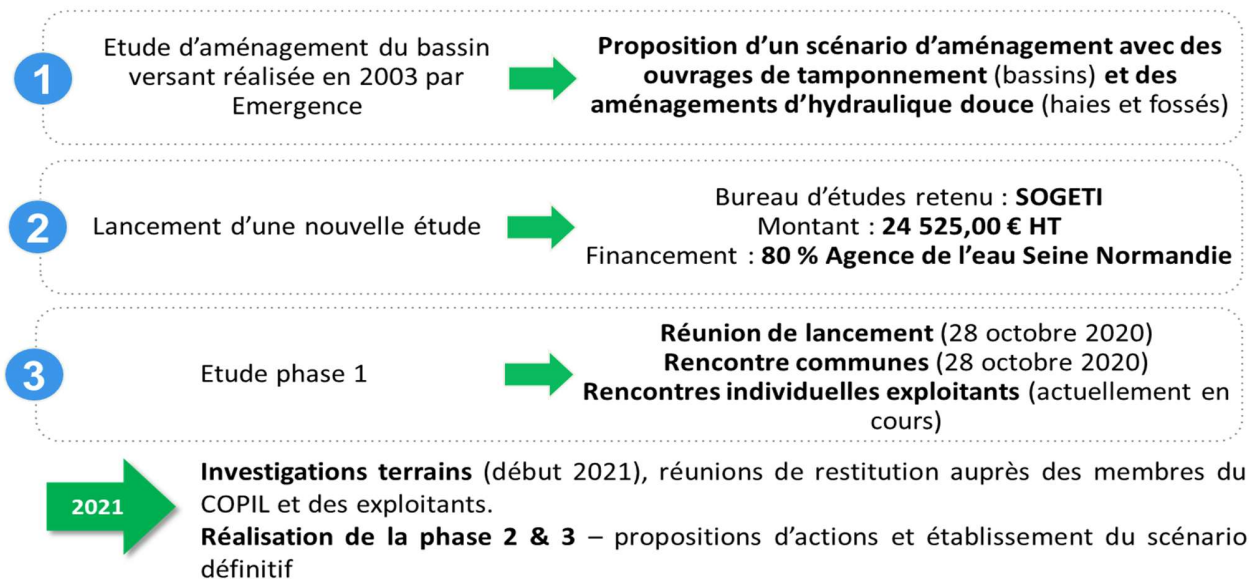 1
Etude d’aménagement du bassin
versant réalisée en 2003 par
Emergence
Proposition d’un scénario d’aménagement avec des
ouvrages de tamponnement (bassins) et des
aménagements d’hydraulique douce (haies et fossés)
2
Lancement d’une nouvelle étude
Bureau d’études retenu : SOGETI
Montant : 24 525,00 € HT
Financement : 80 % Agence de l’eau Seine Normandie
3
Etude phase 1
Réunion de lancement (28 octobre 2020)
Rencontre communes (28 octobre 2020)
Rencontres individuelles exploitants (actuellement en
cours)
2021
Investigations terrains (début 2021), réunions de restitution auprès des membres du
COPIL et des exploitants.
Réalisation de la phase 2 & 3 – propositions d’actions et établissement du scénario
définitif